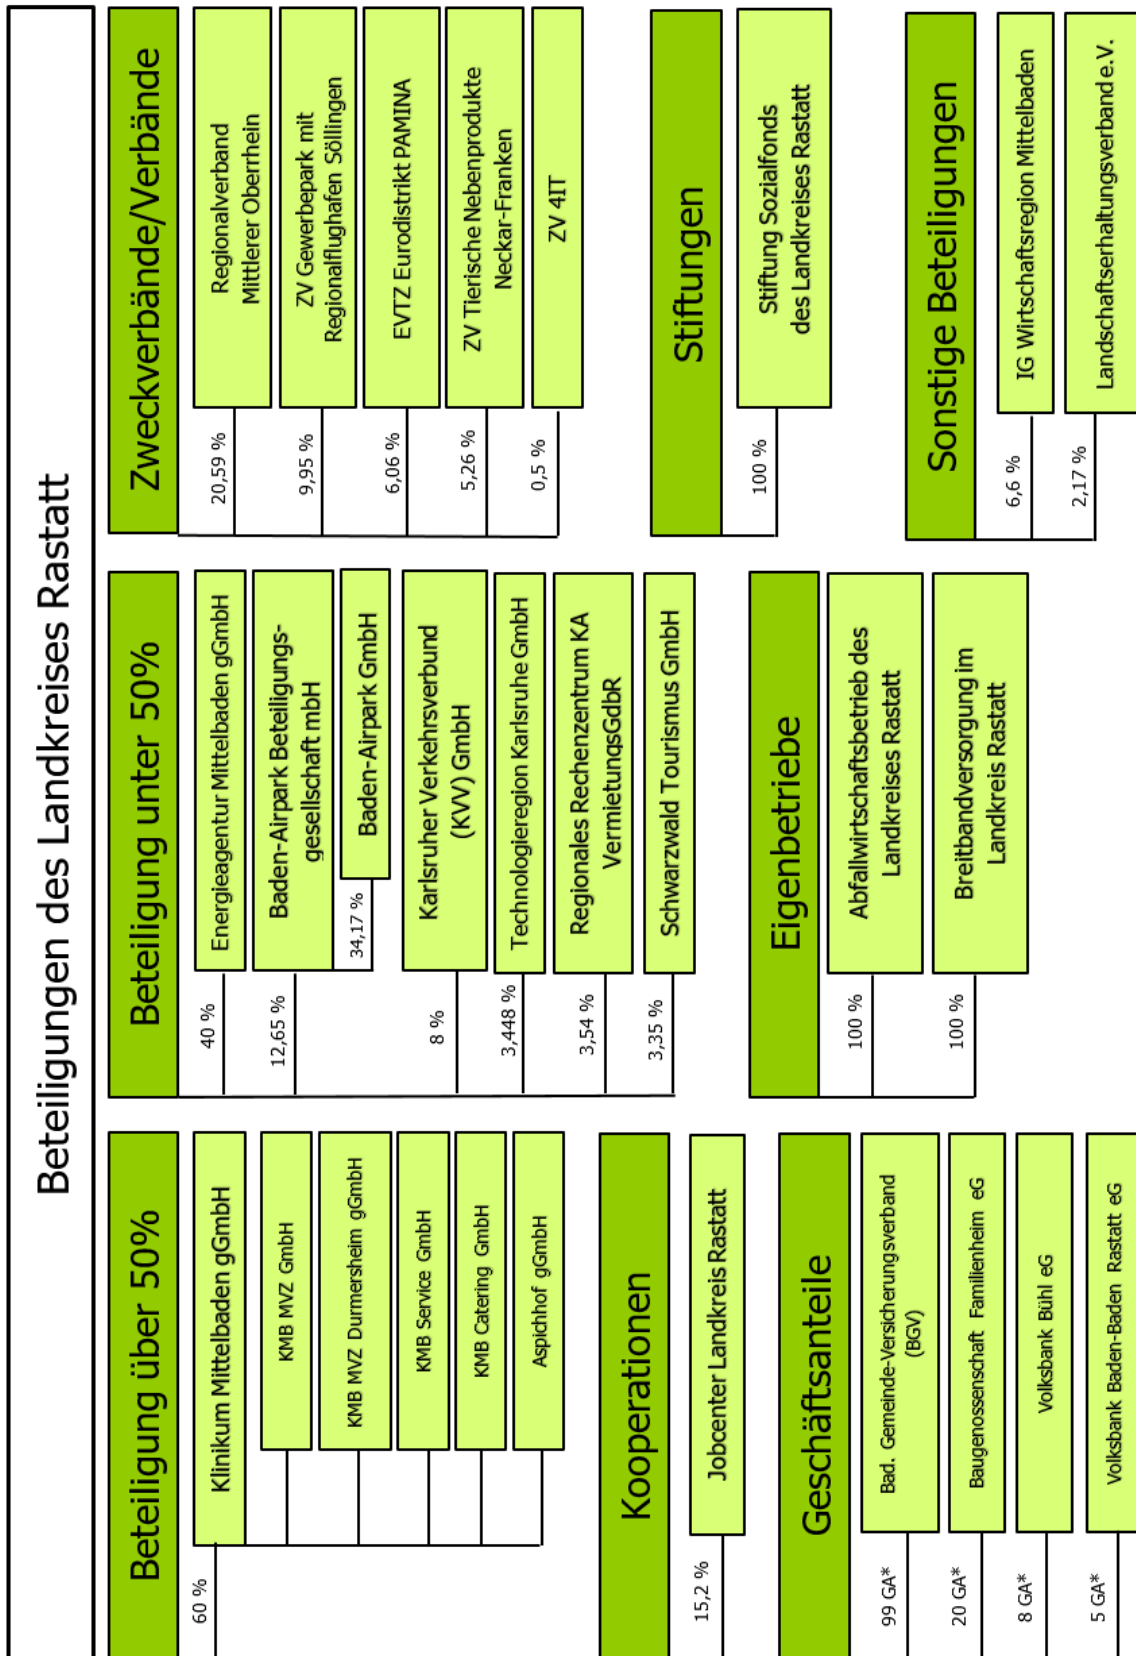 Beteiligungen des Landkreises Rastatt
Beteiligung über 50%
60 %
Klinikum Mittelbaden gGmbH
KMB MVZ GmbH
KMB MVZ Durmersheim gGmbH
KMB Service GmbH
KMB Catering GmbH
Aspichhof gGmbH
Kooperationen
15,2 %
Jobcenter Landkreis Rastatt
Geschäftsanteile
99 GA*
Bad. Gemeinde-Versicherungsverband
(BGV)
20 GA*
Baugenossenschaft Familienheim eG
8 GA*
Volksbank Bühl eG
5 GA*
Volksbank Baden-Baden Rastatt eG
Beteiligung unter 50%
40 %
Energieagentur Mittelbaden gGmbH
12,65 %
Baden-Airpark Beteiligungs-
gesellschaft mbH
34,17 %
Baden-Airpark GmbH
8 %
Karlsruher Verkehrsverbund
(KVV) GmbH
3,448 %
Technologieregion Karlsruhe GmbH
3,54 %
Regionales Rechenzentrum KA
VermietungsGdbR
3,35 %
Schwarzwald Tourismus GmbH
Eigenbetriebe
100 %
Abfallwirtschaftsbetrieb des
Landkreises Rastatt
100 %
Breitbandversorgung im
Landkreis Rastatt
Zweckverbände/Verbände
20,59 %
Regionalverband
Mittlerer Oberrhein
9,95 %
ZV Gewerbepark mit
Regionalflughafen Söllingen
6,06 %
EVTZ Eurodistrikt PAMINA
5,26 %
ZV Tierische Nebenprodukte
Neckar-Franken
0,5 %
ZV 4IT
Stiftungen
100 %
Stiftung Sozialfonds
des Landkreises Rastatt
Sonstige Beteiligungen
6,6 %
IG Wirtschaftsregion Mittelbaden
2,17 %
Landschaftserhaltungsverband e.V.